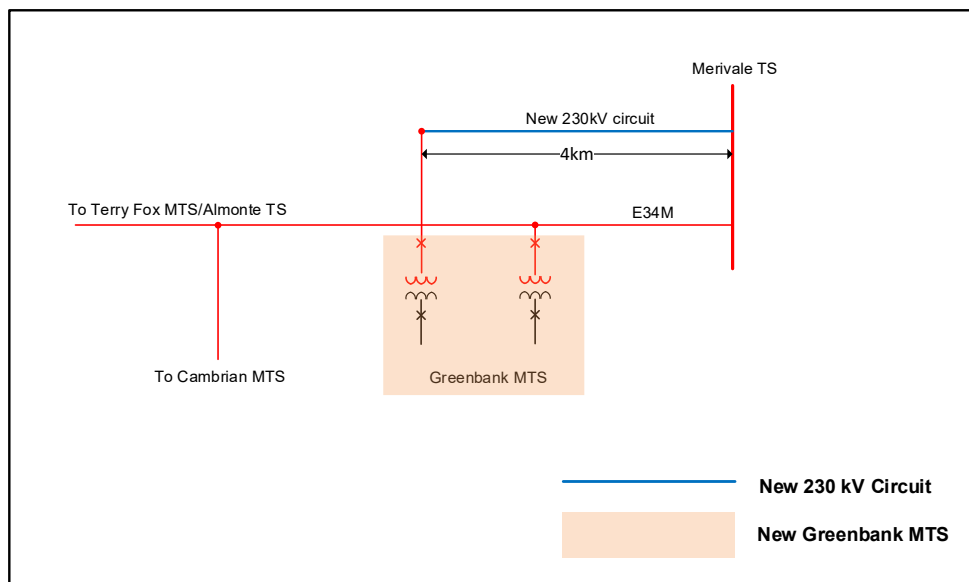 Merivale TS
New 230kV circuit
4km
To Terry Fox MTS/Almonte TS
E34M
To Cambrian MTS
Greenbank MTS
New 230 kV Circuit
New Greenbank MTS